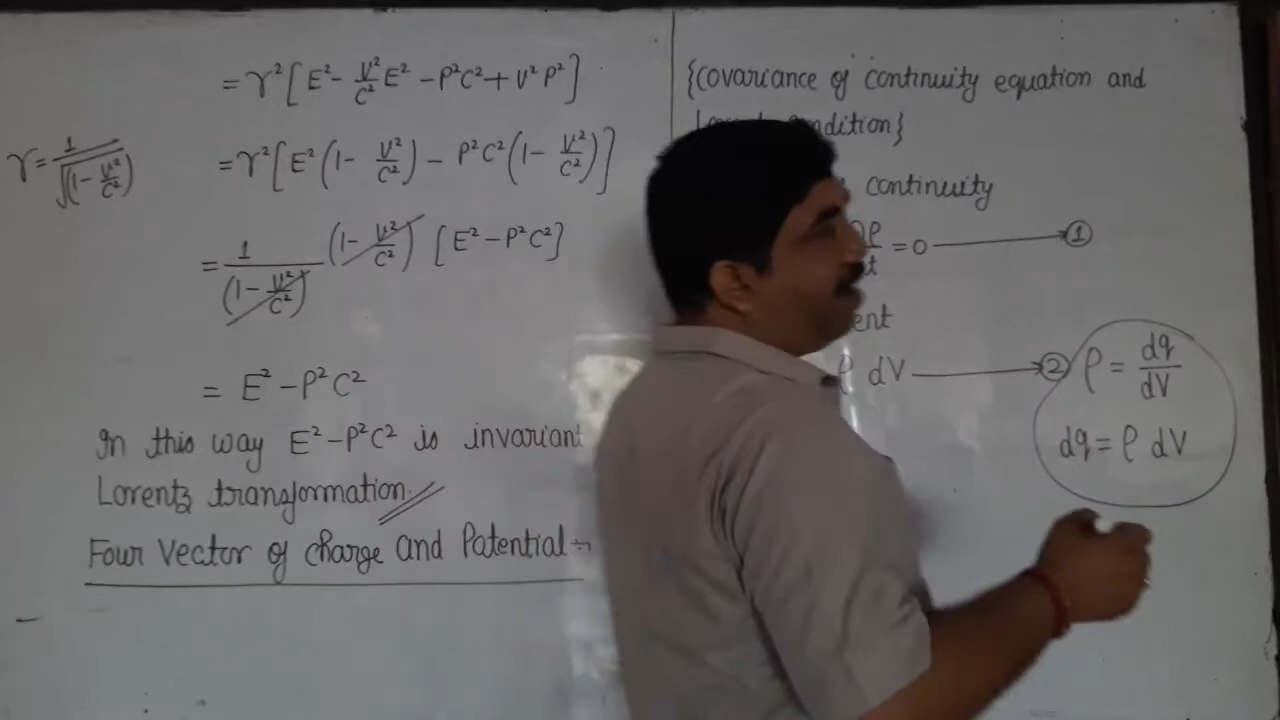 = γ²[E² - V²/C² E² - P²C² + V² P²]
γ = 1/√(1 - V²/C²)
= γ²[E²(1 - V²/C²) - P²C²(1 - V²/C²)]
= 1/(1 - V²/C²) (1 - V²/C²) [E² - P²C²]
= E² - P²C²
In this way E² - P²C² is invariant
Lorentz transformation.
Four Vector of charge and Potential :-
{Covariance of continuity equation and
condition}
continuity
= 0 → ①
ρ dV → ②
ρ = dq/dV
dq = ρ dV